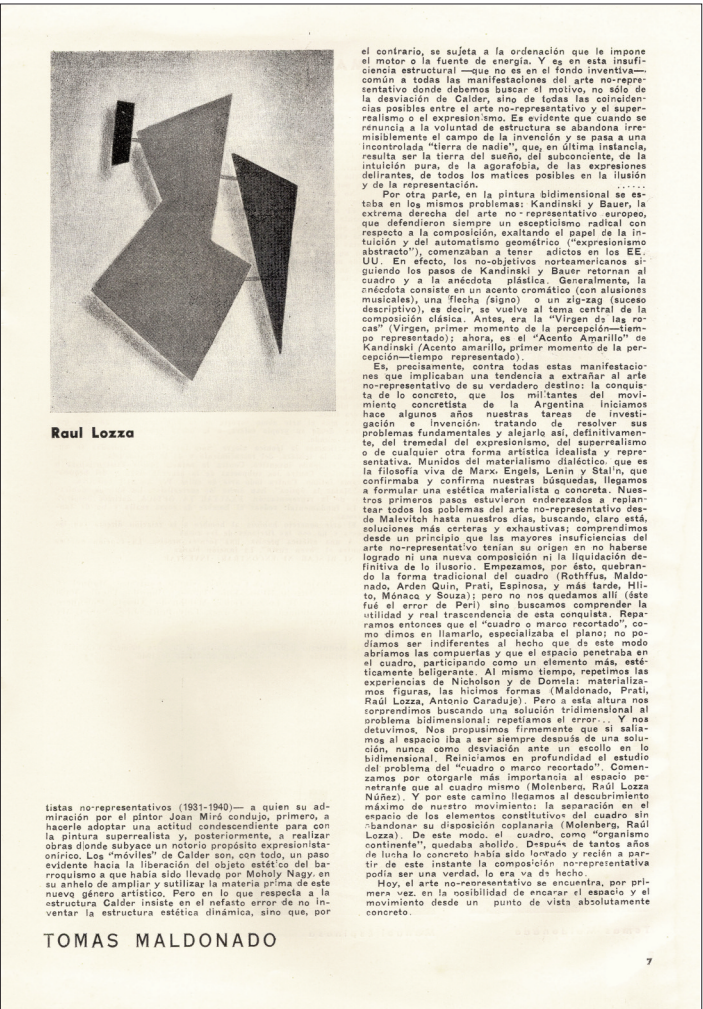 Raul Lozza
tistas no-representativos (1931-1940)— a quien su ad-
miración por el pintor Joan Miró condujo, primero, a
hacerle adoptar una actitud condescendiente para con
la pintura superrealista y, posteriormente, a realizar
obras donde subyace un notorio propósito expresionista-
onírico. Los "móviles" de Calder son, con todo, un paso
evidente hacia la liberación del objeto estético del ba-
rroquismo a que había sido llevado por Moholy Nagy, en
su anhelo de ampliar y sutilizar la materia prima de este
nuevo género artístico. Pero en lo que respecta a la
estructura Calder insiste en el nefasto error de no in-
ventar la estructura estética dinámica, sino que, por
TOMAS MALDONADO
el contrario, se sujeta a la ordenación que le impone
el motor o la fuente de energía. Y es en esta insufi-
ciencia estructural —que no es en el fondo inventiva—,
común a todas las manifestaciones del arte no-repre-
sentativo donde debemos buscar el motivo, no sólo de
la desviación de Calder, sino de todas las coinciden-
cias posibles entre el arte no-representativo y el super-
realismo o el expresionismo. Es evidente que cuando se
renuncia a la voluntad de estructura se abandona irre-
misiblemente el campo de la invención y se pasa a una
incontrolada "tierra de nadie", que, en última instancia,
resulta ser la tierra del sueño, del subconciente, de la
intuición pura, de la agorafobia, de las expresiones
delirantes, de todos los matices posibles en la ilusión
y de la representación. ......
Por otra parte, en la pintura bidimensional se es-
taba en los mismos problemas: Kandinski y Bauer, la
extrema derecha del arte no-representativo europeo,
que defendieron siempre un escepticismo radical con
respecto a la composición, exaltando el papel de la in-
tuición y del automatismo geométrico ("expresionismo
abstracto"), comenzaban a tener adictos en los EE.
UU. En efecto, los no-objetivos norteamericanos si-
guiendo los pasos de Kandinski y Bauer retornan al
cuadro y a la anécdota plástica. Generalmente, la
anécdota consiste en un acento cromático (con alusiones
musicales), una flecha (signo) o un zig-zag (suceso
descriptivo), es decir, se vuelve al tema central de la
composición clásica. Antes, era la "Virgen de las ro-
cas" (Virgen, primer momento de la percepción—tiem-
po representado); ahora, es el "Acento Amarillo" de
Kandinski (Acento amarillo, primer momento de la per-
cepción—tiempo representado).
Es, precisamente, contra todas estas manifestacio-
nes que implicaban una tendencia a extrañar al arte
no-representativo de su verdadero destino: la conquis-
ta de lo concreto, que los militantes del movi-
miento concretista de la Argentina iniciamos
hace algunos años nuestras tareas de investi-
gación e invención, tratando de resolver sus
problemas fundamentales y alejarlo así, definitivamen-
te, del tremedal del expresionismo, del superrealismo
o de cualquier otra forma artística idealista y repre-
sentativa. Munidos del materialismo dialéctico, que es
la filosofía viva de Marx, Engels, Lenin y Stalin, que
confirmaba y confirma nuestras búsquedas, llegamos
a formular una estética materialista o concreta. Nues-
tros primeros pasos estuvieron enderezados a replan-
tear todos los poblemas del arte no-representativo des-
de Malevitch hasta nuestros días, buscando, claro está,
soluciones más certeras y exhaustivas; comprendimos
desde un principio que las mayores insuficiencias del
arte no-representativo tenían su origen en no haberse
logrado ni una nueva composición ni la liquidación de-
finitiva de lo ilusorio. Empezamos, por ésto, quebran-
do la forma tradicional del cuadro (Rothffus, Maldo-
nado, Arden Quin, Prati, Espinosa, y más tarde, Hli-
to, Mónaco y Souza); pero no nos quedamos allí (éste
fué el error de Peri) sino buscamos comprender la
utilidad y real trascendencia de esta conquista. Repa-
ramos entonces que el "cuadro o marco recortado", co-
mo dimos en llamarlo, especializaba el plano; no po-
díamos ser indiferentes al hecho que de este modo
abríamos las compuertas y que el espacio penetraba en
el cuadro, participando como un elemento más, esté-
ticamente beligerante. Al mismo tiempo, repetimos las
experiencias de Nicholson y de Domela: materializa-
mos figuras, las hicimos formas (Maldonado, Prati,
Raúl Lozza, Antonio Caraduje). Pero a esta altura nos
sorprendimos buscando una solución tridimensional al
problema bidimensional; repetíamos el error... Y nos
detuvimos. Nos propusimos firmemente que si salía-
mos al espacio iba a ser siempre después de una solu-
ción, nunca como desviación ante un escollo en lo
bidimensional. Reiniciamos en profundidad el estudio
del problema del "cuadro o marco recortado". Comen-
zamos por otorgarle más importancia al espacio pe-
netrante que al cuadro mismo (Molenberg, Raúl Lozza
Núñez). Y por este camino llegamos al descubrimiento
máximo de nuestro movimiento: la separación en el
espacio de los elementos constitutivos del cuadro sin
abandonar su disposición coplanaria (Molenberg, Raúl
Lozza). De este modo, el cuadro, como "organismo
continente", quedaba abolido. Después de tantos años
de lucha lo concreto había sido logrado y recién a par-
tir de este instante la composición no-representativa
podía ser una verdad, lo era ya de hecho.
Hoy, el arte no-representativo se encuentra, por pri-
mera vez, en la posibilidad de encarar el espacio y el
movimiento desde un punto de vista absolutamente
concreto.
7